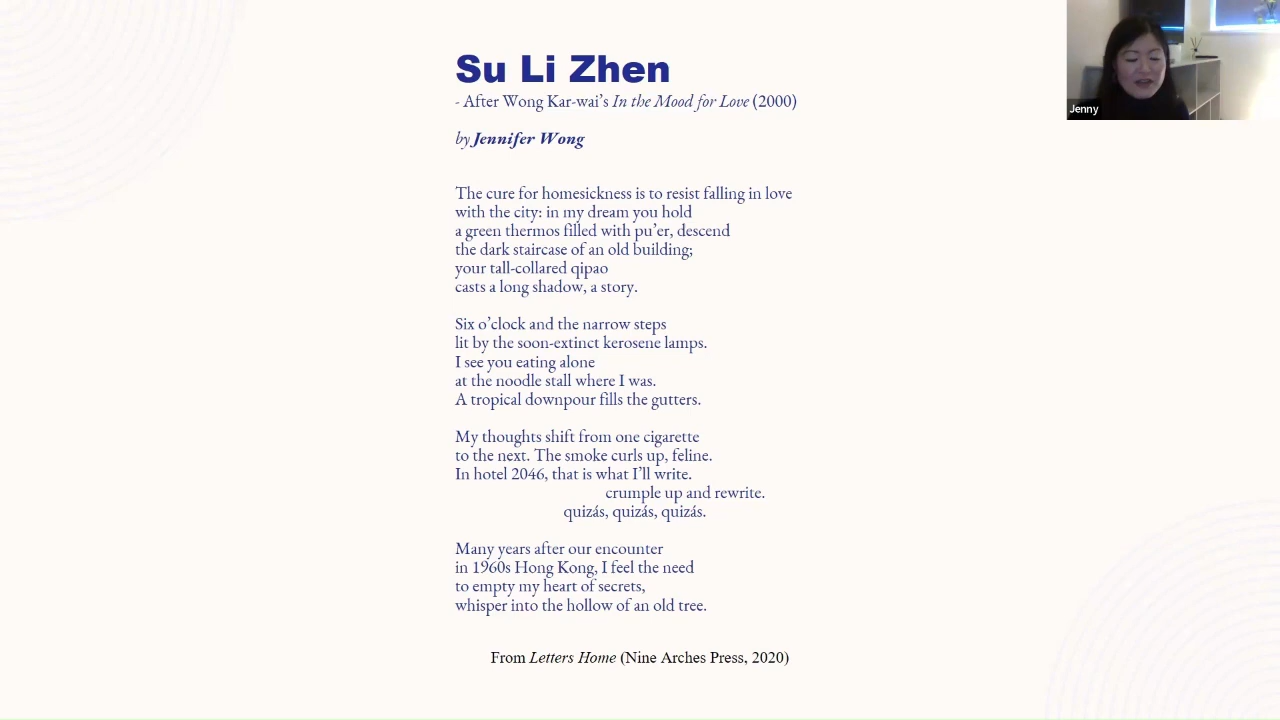 Su Li Zhen
- After Wong Kar-wai’s In the Mood for Love (2000)
by Jennifer Wong
The cure for homesickness is to resist falling in love
with the city: in my dream you hold
a green thermos filled with pu’er, descend
the dark staircase of an old building;
your tall-collared qipao
casts a long shadow, a story.
Six o’clock and the narrow steps
lit by the soon-extinct kerosene lamps.
I see you eating alone
at the noodle stall where I was.
A tropical downpour fills the gutters.
My thoughts shift from one cigarette
to the next. The smoke curls up, feline.
In hotel 2046, that is what I’ll write.
crumple up and rewrite.
quizás, quizás, quizás.
Many years after our encounter
in 1960s Hong Kong, I feel the need
to empty my heart of secrets,
whisper into the hollow of an old tree.
From Letters Home (Nine Arches Press, 2020)
Jenny